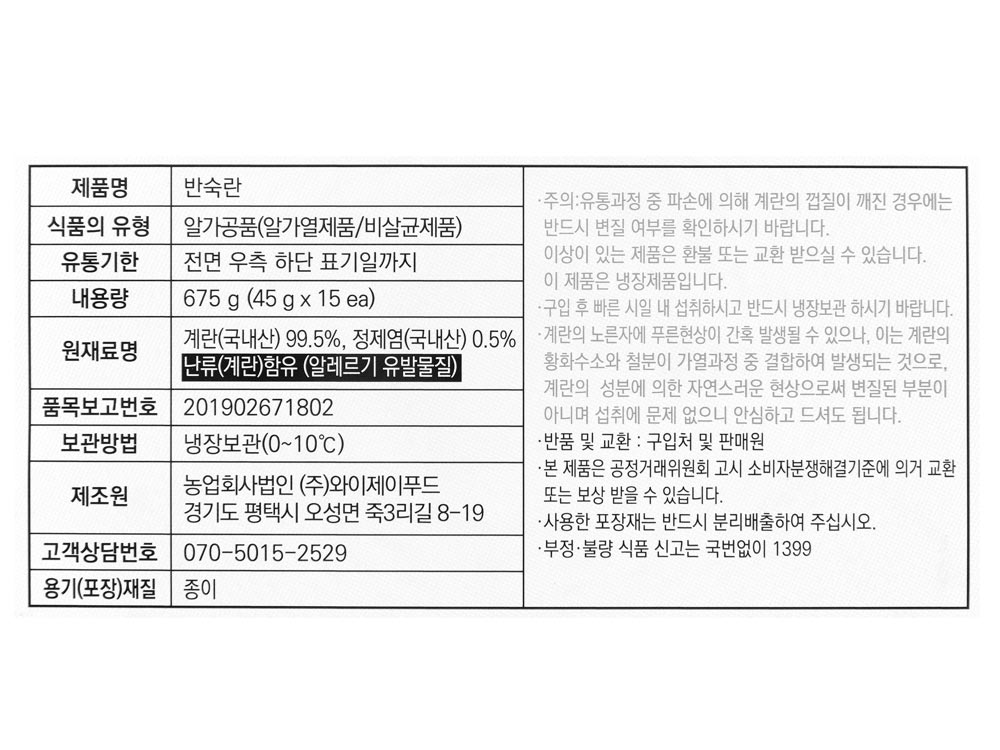 제품명 반숙란
식품의 유형 알가공품(알가열제품/비살균제품)
유통기한 전면 우측 하단 표기일까지
내용량 675 g (45 g x 15 ea)
원재료명 계란(국내산) 99.5%, 정제염(국내산) 0.5%
난류(계란)함유 (알레르기 유발물질)
품목보고번호 201902671802
보관방법 냉장보관(0~10℃)
제조원 농업회사법인 (주)와이제이푸드
경기도 평택시 오성면 죽3리길 8-19
고객상담번호 070-5015-2529
용기(포장)재질 종이
·주의:유통과정 중 파손에 의해 계란의 껍질이 깨진 경우에는
반드시 변질 여부를 확인하시기 바랍니다.
이상이 있는 제품은 환불 또는 교환 받으실 수 있습니다.
이 제품은 냉장제품입니다.
·구입 후 빠른 시일 내 섭취하시고 반드시 냉장보관 하시기 바랍니다.
·계란의 노른자에 푸른현상이 간혹 발생될 수 있으나, 이는 계란의
황화수소와 철분이 가열과정 중 결합하여 발생되는 것으로,
계란의 성분에 의한 자연스러운 현상으로써 변질된 부분이
아니며 섭취에 문제 없으니 안심하고 드셔도 됩니다.
·반품 및 교환 : 구입처 및 판매원
·본 제품은 공정거래위원회 고시 소비자분쟁해결기준에 의거 교환
또는 보상 받을 수 있습니다.
·사용한 포장재는 반드시 분리배출하여 주십시오.
·부정·불량 식품 신고는 국번없이 1399